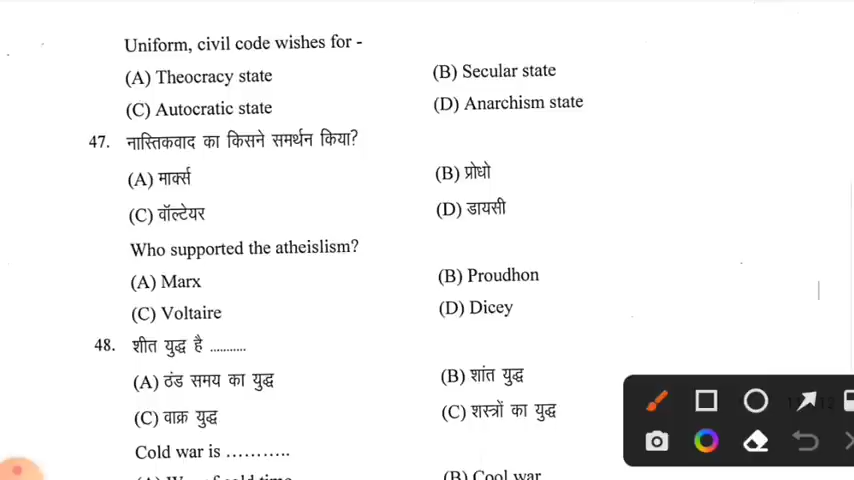 Uniform, civil code wishes for -
(A) Theocracy state (B) Secular state
(C) Autocratic state (D) Anarchism state
47. नास्तिकवाद का किसने समर्थन किया?
(A) मार्क्स (B) प्रोधो
(C) वॉल्टेयर (D) डायसी
Who supported the atheislism?
(A) Marx (B) Proudhon
(C) Voltaire (D) Dicey
48. शीत युद्ध है ...........
(A) ठंड समय का युद्ध (B) शांत युद्ध
(C) वाक्र युद्ध (C) शस्त्रों का युद्ध
Cold war is ...........
(B) Cool war